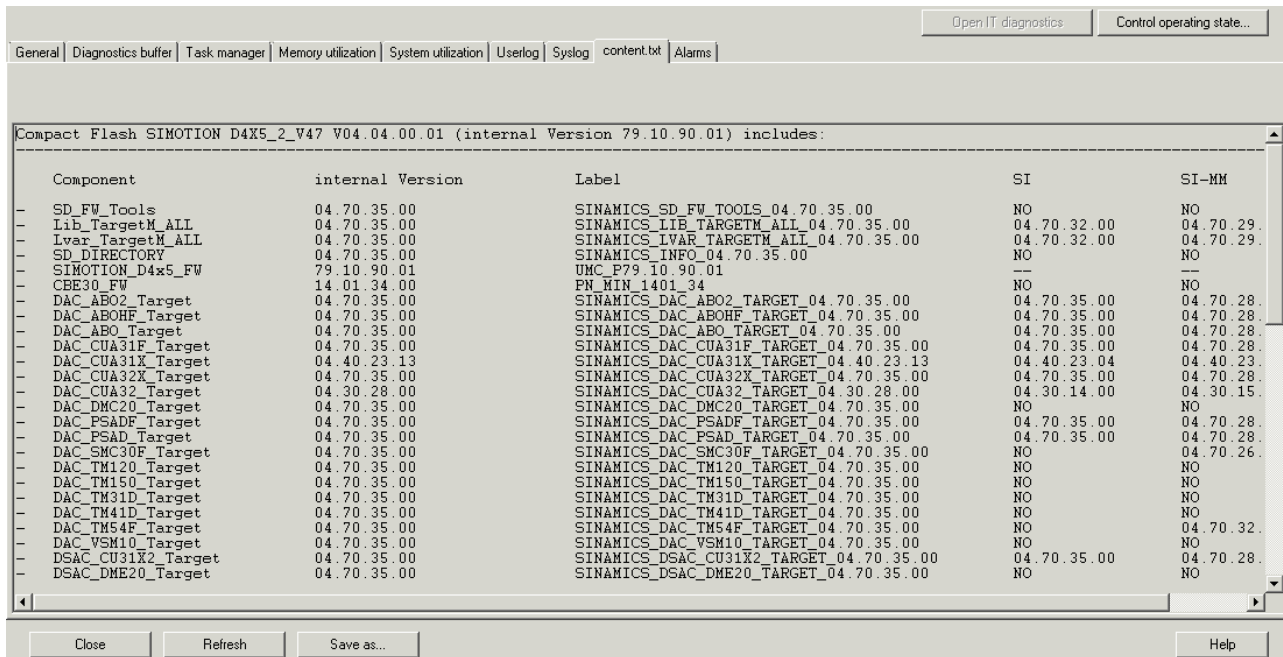 Open IT diagnostics Control operating state...
General Diagnostics buffer Task manager Memory utilization System utilization Userlog Syslog content.txt Alarms
Compact Flash SIMOTION D4X5_2_V47 V04.04.00.01 (internal Version 79.10.90.01) includes:
Component internal Version Label SI SI-MM
- SD_FW_Tools 04.70.35.00 SINAMICS_SD_FW_TOOLS_04.70.35.00 NO NO
- Lib_TargetM_ALL 04.70.35.00 SINAMICS_LIB_TARGETM_ALL_04.70.35.00 04.70.32.00 04.70.29.
- Lvar_TargetM_ALL 04.70.35.00 SINAMICS_LVAR_TARGETM_ALL_04.70.35.00 04.70.32.00 04.70.29.
- SD_DIRECTORY 04.70.35.00 SINAMICS_INFO_04.70.35.00 NO NO
- SIMOTION_D4x5_FW 79.10.90.01 UMC_P79.10.90.01 -- --
- CBE30_FW 14.01.34.00 PN_MIN_1401_34 NO NO
- DAC_ABO2_Target 04.70.35.00 SINAMICS_DAC_ABO2_TARGET_04.70.35.00 04.70.35.00 04.70.28.
- DAC_ABOHF_Target 04.70.35.00 SINAMICS_DAC_ABOHF_TARGET_04.70.35.00 04.70.35.00 04.70.28.
- DAC_ABO_Target 04.70.35.00 SINAMICS_DAC_ABO_TARGET_04.70.35.00 04.70.35.00 04.70.28.
- DAC_CUA31F_Target 04.70.35.00 SINAMICS_DAC_CUA31F_TARGET_04.70.35.00 04.70.35.00 04.70.28.
- DAC_CUA31X_Target 04.40.23.13 SINAMICS_DAC_CUA31X_TARGET_04.40.23.13 04.40.23.04 04.40.23.
- DAC_CUA32X_Target 04.70.35.00 SINAMICS_DAC_CUA32X_TARGET_04.70.35.00 04.70.35.00 04.70.28.
- DAC_CUA32_Target 04.30.28.00 SINAMICS_DAC_CUA32_TARGET_04.30.28.00 04.30.14.00 04.30.15.
- DAC_DMC20_Target 04.70.35.00 SINAMICS_DAC_DMC20_TARGET_04.70.35.00 NO NO
- DAC_PSADF_Target 04.70.35.00 SINAMICS_DAC_PSADF_TARGET_04.70.35.00 04.70.35.00 04.70.28.
- DAC_PSAD_Target 04.70.35.00 SINAMICS_DAC_PSAD_TARGET_04.70.35.00 04.70.35.00 04.70.28.
- DAC_SMC30F_Target 04.70.35.00 SINAMICS_DAC_SMC30F_TARGET_04.70.35.00 NO 04.70.26.
- DAC_TM120_Target 04.70.35.00 SINAMICS_DAC_TM120_TARGET_04.70.35.00 NO NO
- DAC_TM150_Target 04.70.35.00 SINAMICS_DAC_TM150_TARGET_04.70.35.00 NO NO
- DAC_TM31D_Target 04.70.35.00 SINAMICS_DAC_TM31D_TARGET_04.70.35.00 NO NO
- DAC_TM41D_Target 04.70.35.00 SINAMICS_DAC_TM41D_TARGET_04.70.35.00 NO NO
- DAC_TM54F_Target 04.70.35.00 SINAMICS_DAC_TM54F_TARGET_04.70.35.00 NO 04.70.32.
- DAC_VSM10_Target 04.70.35.00 SINAMICS_DAC_VSM10_TARGET_04.70.35.00 NO NO
- DSAC_CU31X2_Target 04.70.35.00 SINAMICS_DSAC_CU31X2_TARGET_04.70.35.00 04.70.35.00 04.70.28.
- DSAC_DME20_Target 04.70.35.00 SINAMICS_DSAC_DME20_TARGET_04.70.35.00 NO NO
Close Refresh Save as... Help